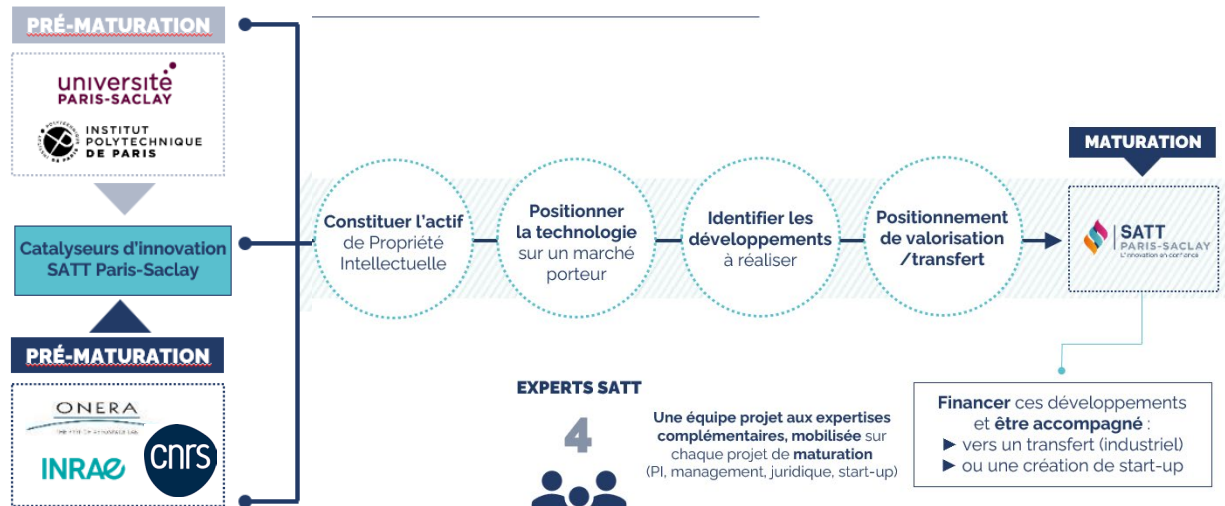 PRÉ-MATURATION
université
PARIS-SACLAY
INSTITUT
POLYTECHNIQUE
DE PARIS
Catalyseurs d'innovation
SATT Paris-Saclay
PRÉ-MATURATION
ONERA
INRAE
cnrs
Constituer l'actif
de Propriété
Intellectuelle
Positionner
la technologie
sur un marché
porteur
Identifier les
développements
à réaliser
Positionnement
de valorisation
/transfert
MATURATION
SATT
PARIS-SACLAY
L'innovation en confiance
EXPERTS SATT
4
Une équipe projet aux expertises
complémentaires, mobilisée sur
chaque projet de maturation
(PI, management, juridique, start-up)
Financer ces développements
et être accompagné :
► vers un transfert (industriel)
► ou une création de start-up